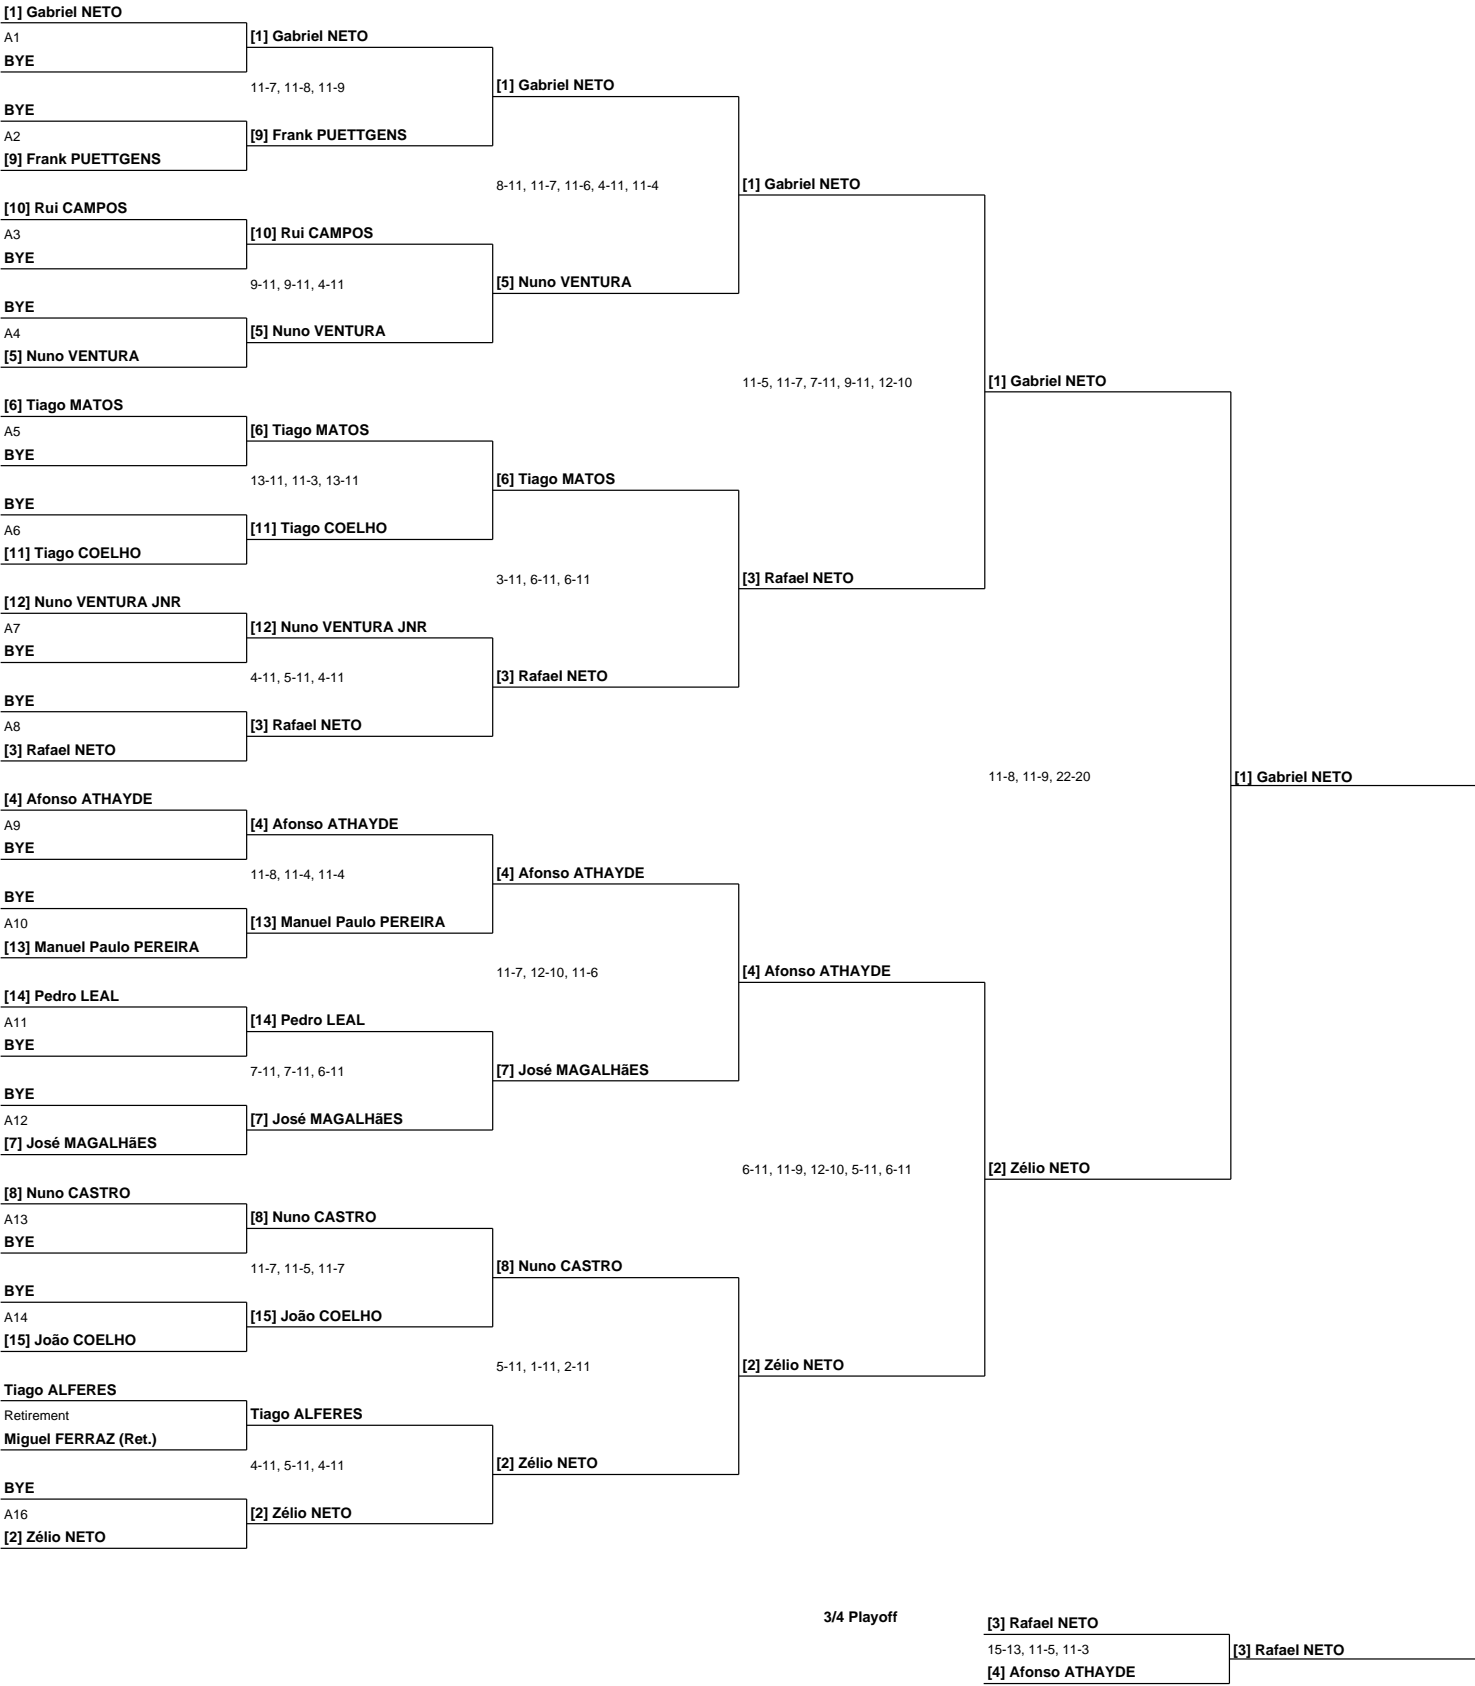 [1] Gabriel NETO
A1
BYE
BYE
A2
[9] Frank PUETTGENS
[10] Rui CAMPOS
A3
BYE
BYE
A4
[5] Nuno VENTURA
[6] Tiago MATOS
A5
BYE
BYE
A6
[11] Tiago COELHO
[12] Nuno VENTURA JNR
A7
BYE
BYE
A8
[3] Rafael NETO
[4] Afonso ATHAYDE
A9
BYE
BYE
A10
[13] Manuel Paulo PEREIRA
[14] Pedro LEAL
A11
BYE
BYE
A12
[7] José MAGALHãES
[8] Nuno CASTRO
A13
BYE
BYE
A14
[15] João COELHO
Tiago ALFERES
Retirement
Miguel FERRAZ (Ret.)
BYE
A16
[2] Zélio NETO
[1] Gabriel NETO
11-7, 11-8, 11-9
[9] Frank PUETTGENS
[10] Rui CAMPOS
9-11, 9-11, 4-11
[5] Nuno VENTURA
[6] Tiago MATOS
13-11, 11-3, 13-11
[11] Tiago COELHO
[12] Nuno VENTURA JNR
4-11, 5-11, 4-11
[3] Rafael NETO
[4] Afonso ATHAYDE
11-8, 11-4, 11-4
[13] Manuel Paulo PEREIRA
[14] Pedro LEAL
7-11, 7-11, 6-11
[7] José MAGALHãES
[8] Nuno CASTRO
11-7, 11-5, 11-7
[15] João COELHO
Tiago ALFERES
4-11, 5-11, 4-11
[2] Zélio NETO
[1] Gabriel NETO
8-11, 11-7, 11-6, 4-11, 11-4
[5] Nuno VENTURA
[6] Tiago MATOS
3-11, 6-11, 6-11
[3] Rafael NETO
[4] Afonso ATHAYDE
11-7, 12-10, 11-6
[7] José MAGALHãES
[8] Nuno CASTRO
5-11, 1-11, 2-11
[2] Zélio NETO
[1] Gabriel NETO
11-5, 11-7, 7-11, 9-11, 12-10
[3] Rafael NETO
[4] Afonso ATHAYDE
6-11, 11-9, 12-10, 5-11, 6-11
[2] Zélio NETO
[1] Gabriel NETO
11-8, 11-9, 22-20
[2] Zélio NETO
[1] Gabriel NETO
3/4 Playoff
[3] Rafael NETO
15-13, 11-5, 11-3
[4] Afonso ATHAYDE
[3] Rafael NETO